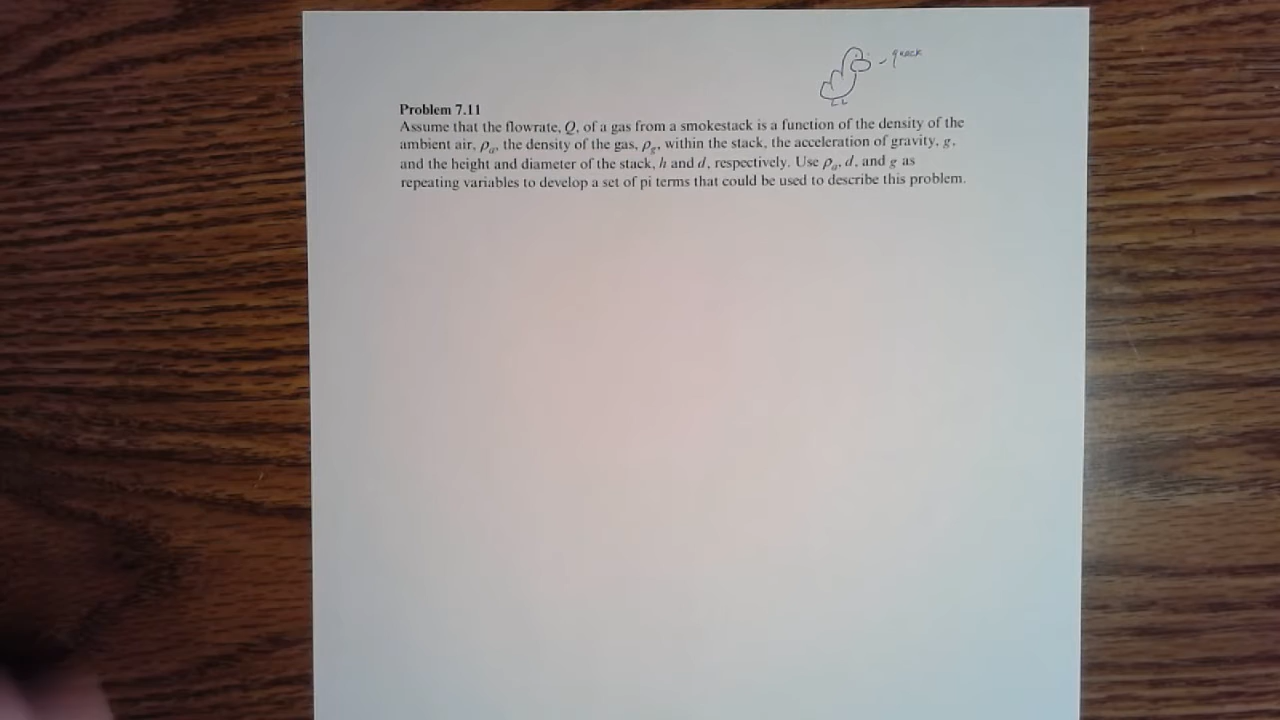 - quack
Problem 7.11
Assume that the flowrate, Q, of a gas from a smokestack is a function of the density of the
ambient air, ρₐ, the density of the gas, ρg, within the stack, the acceleration of gravity, g,
and the height and diameter of the stack, h and d, respectively. Use ρₐ, d, and g as
repeating variables to develop a set of pi terms that could be used to describe this problem.